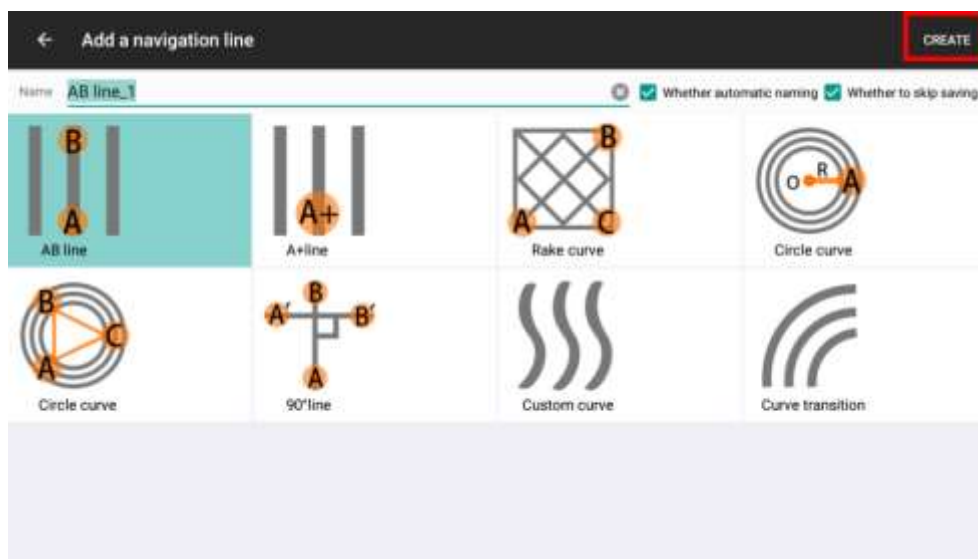 ← Add a navigation line CREATE
Name AB line_1 Whether automatic naming Whether to skip saving
B
A
AB line
A+
A+line
B
A C
Rake curve
O R A
Circle curve
B
C
A
Circle curve
B
A′ B′
A
90°line
Custom curve
Curve transition